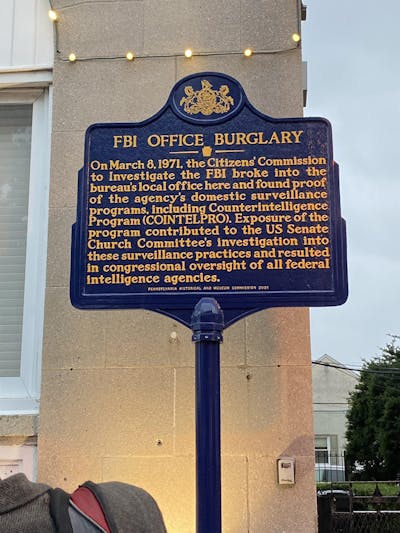 FBI OFFICE BURGLARY
On March 8, 1971, the Citizens' Commission
to Investigate the FBI broke into the
bureau's local office here and found proof
of the agency's domestic surveillance
programs, including Counterintelligence
Program (COINTELPRO). Exposure of the
program contributed to the US Senate
Church Committee's investigation into
these surveillance practices and resulted
in congressional oversight of all federal
intelligence agencies.
PENNSYLVANIA HISTORICAL AND MUSEUM COMMISSION 2021